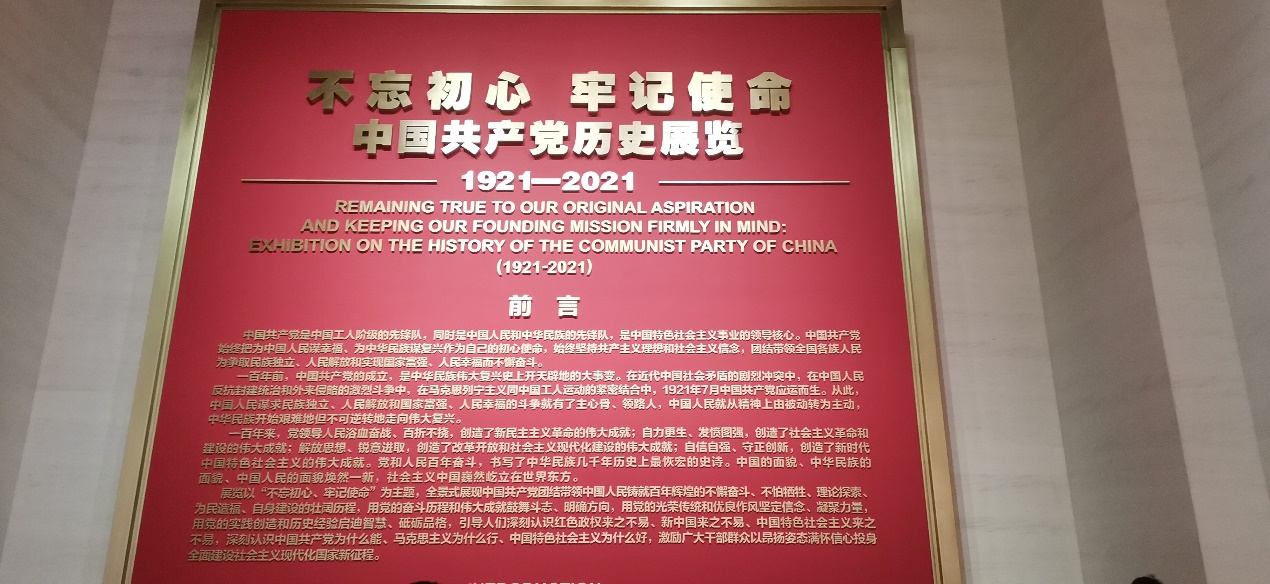 不忘初心 牢记使命
中国共产党历史展览
1921—2021
REMAINING TRUE TO OUR ORIGINAL ASPIRATION
AND KEEPING OUR FOUNDING MISSION FIRMLY IN MIND:
EXHIBITION ON THE HISTORY OF THE COMMUNIST PARTY OF CHINA
(1921-2021)
前 言
中国共产党是中国工人阶级的先锋队，同时是中国人民和中华民族的先锋队，是中国特色社会主义事业的领导核心。中国共产党
始终把为中国人民谋幸福、为中华民族谋复兴作为自己的初心使命，始终坚持共产主义理想和社会主义信念，团结带领全国各族人民
为争取民族独立、人民解放和实现国家富强、人民幸福而不懈奋斗。
一百年前，中国共产党的成立，是中华民族伟大复兴史上开天辟地的大事变。在近代中国社会矛盾的剧烈冲突中，在中国人民
反抗封建统治和外来侵略的激烈斗争中，在马克思列宁主义同中国工人运动的紧密结合中，1921年7月中国共产党应运而生。从此，
中国人民谋求民族独立、人民解放和国家富强、人民幸福的斗争就有了主心骨、领路人，中国人民就从精神上由被动转为主动，
中华民族开始艰难地但不可逆转地走向伟大复兴。
一百年来，党领导人民浴血奋战、百折不挠，创造了新民主主义革命的伟大成就；自力更生、发愤图强，创造了社会主义革命和
建设的伟大成就；解放思想、锐意进取，创造了改革开放和社会主义现代化建设的伟大成就；自信自强、守正创新，创造了新时代
中国特色社会主义的伟大成就。党和人民百年奋斗，书写了中华民族几千年历史上最恢宏的史诗。中国的面貌、中华民族的
面貌、中国人民的面貌焕然一新，社会主义中国巍然屹立在世界东方。
展览以“不忘初心、牢记使命”为主题，全景式展现中国共产党团结带领中国人民铸就百年辉煌的不懈奋斗、不怕牺牲、理论探索、
为民造福、自身建设的壮阔历程，用党的奋斗历程和伟大成就鼓舞斗志、明确方向，用党的光荣传统和优良作风坚定信念、凝聚力量，
用党的实践创造和历史经验启迪智慧、砥砺品格，引导人们深刻认识红色政权来之不易、新中国来之不易、中国特色社会主义来之
不易，深刻认识中国共产党为什么能、马克思主义为什么行、中国特色社会主义为什么好，激励广大干部群众以昂扬姿态满怀信心投身
全面建设社会主义现代化国家新征程。